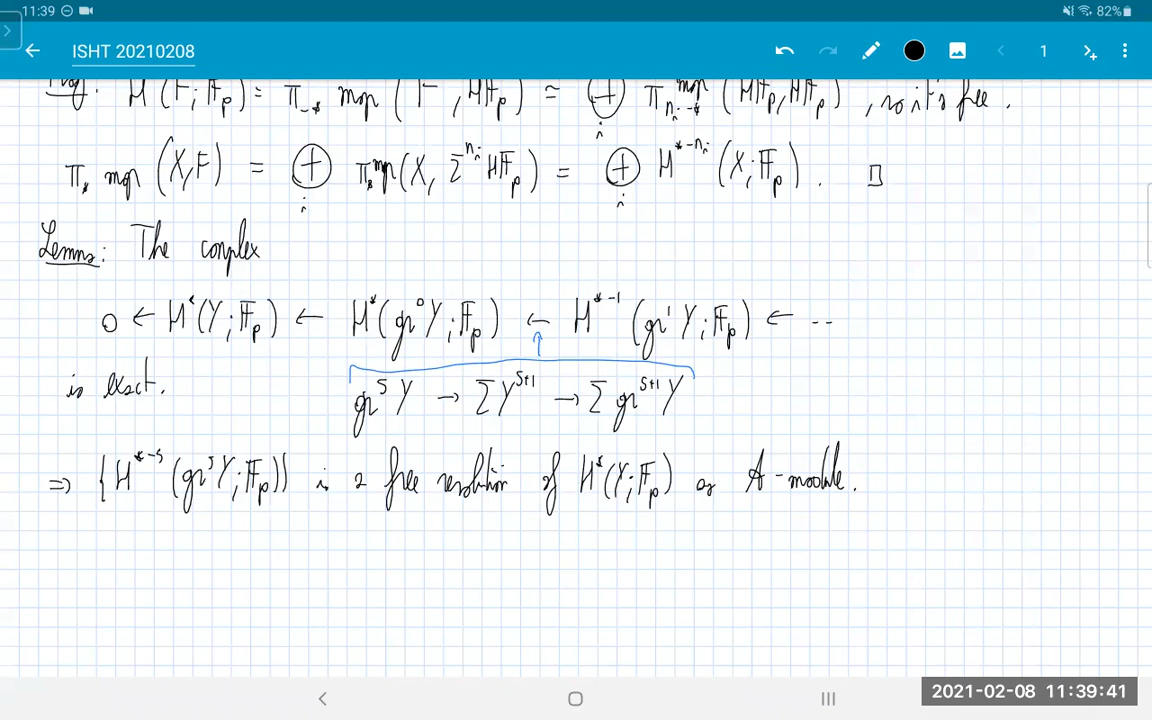 11:39
82%
ISHT 20210208
1
Proof: H*(F; 𝔽_p) = π_{-*} map(F, H𝔽_p) ≃ ⊕_i π_{n_i-*} map(H𝔽_p, H𝔽_p), so it's free.
π_* map(X, F) = ⊕_i π_* map(X, Σ^{n_i} H𝔽_p) = ⊕_i H^{*-n_i}(X; 𝔽_p). □
Lemma: The complex
0 ← H*(Y; 𝔽_p) ← H*(gr^0 Y; 𝔽_p) ← H^{*-1}(gr^1 Y; 𝔽_p) ← ...
is exact. gr^s Y → Σ Y^{s+1} → Σ gr^{s+1} Y
⇒ {H^{*-s}(gr^s Y; 𝔽_p)} is a free resolution of H*(Y; 𝔽_p) as A-module.
2021-02-08 11:39:41